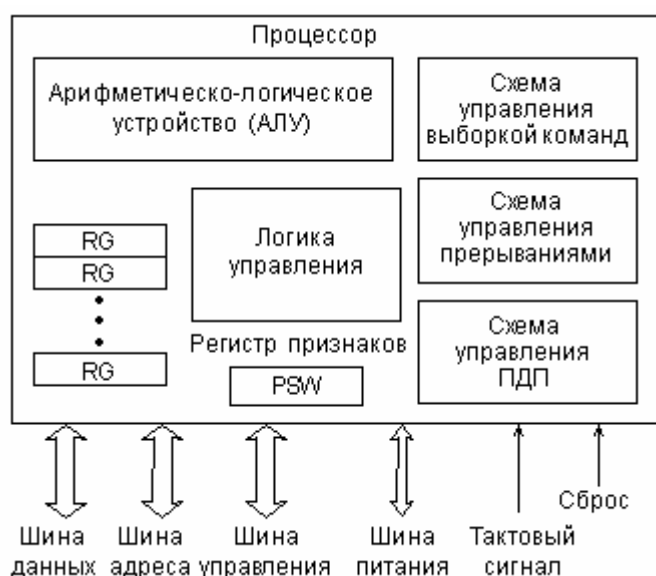 Процессор
Арифметическо-логическое
устройство (АЛУ)
Схема
управления
выборкой команд
RG
RG
RG
Логика
управления
Схема
управления
прерываниями
Регистр признаков
PSW
Схема
управления
ПДП
Шина
данных
Шина
адреса
Шина
управления
Шина
питания
Тактовый
сигнал
Сброс